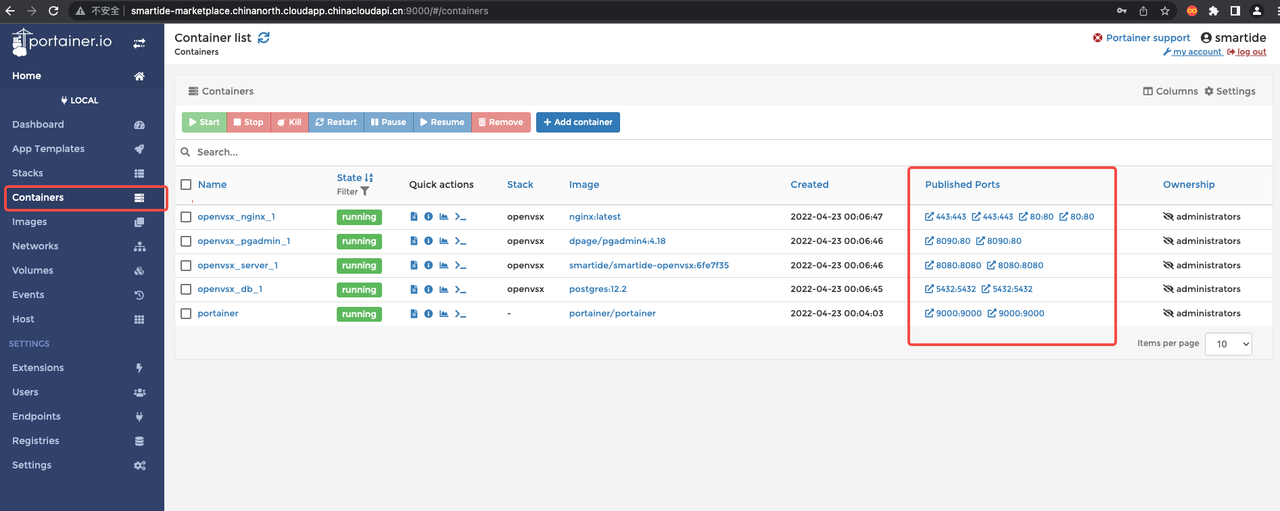 不安全 smartide-marketplace.chinanorth.cloudapp.chinacloudapi.cn:9000/#/containers
portainer.io
Home
LOCAL
Dashboard
App Templates
Stacks
Containers
Images
Networks
Volumes
Events
Host
SETTINGS
Extensions
Users
Endpoints
Registries
Settings
Container list
Containers
Portainer support smartide
my account log out
Containers
Columns Settings
Start Stop Kill Restart Pause Resume Remove + Add container
Search...
Name State Filter Quick actions Stack Image Created Published Ports Ownership
openvsx_nginx_1 running >_ openvsx nginx:latest 2022-04-23 00:06:47 443:443 443:443 80:80 80:80 administrators
openvsx_pgadmin_1 running >_ openvsx dpage/pgadmin4:4.18 2022-04-23 00:06:46 8090:80 8090:80 administrators
openvsx_server_1 running >_ openvsx smartide/smartide-openvsx:6fe7f35 2022-04-23 00:06:46 8080:8080 8080:8080 administrators
openvsx_db_1 running >_ openvsx postgres:12.2 2022-04-23 00:06:45 5432:5432 5432:5432 administrators
portainer running >_ - portainer/portainer 2022-04-23 00:04:03 9000:9000 9000:9000 administrators
Items per page 10